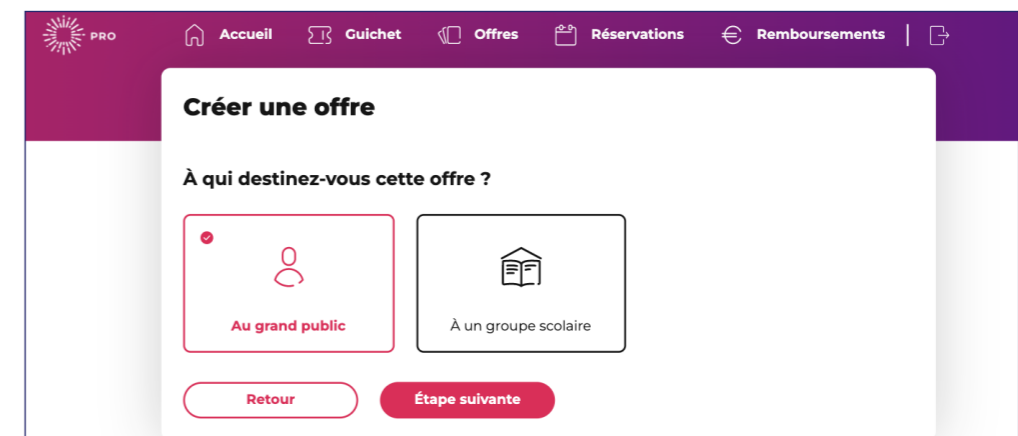 PRO Accueil Guichet Offres Réservations Remboursements
Créer une offre
À qui destinez-vous cette offre ?
Au grand public À un groupe scolaire
Retour Étape suivante